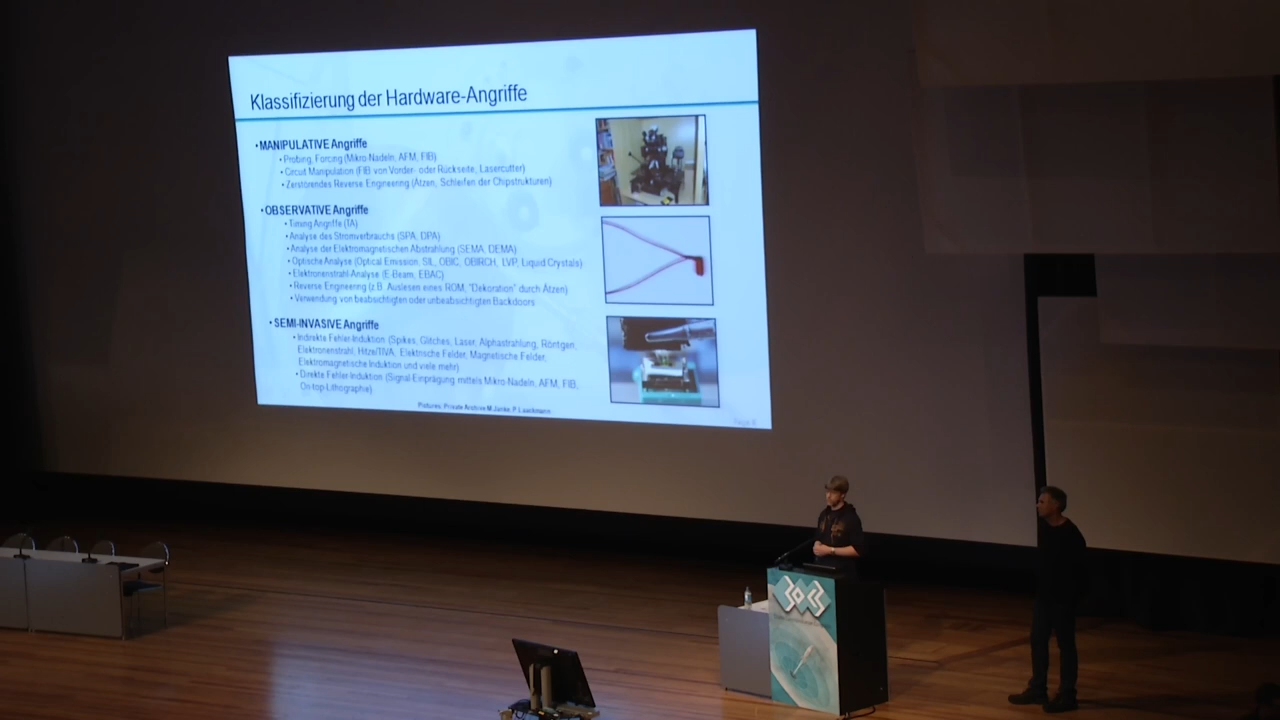 Klassifizierung der Hardware-Angriffe
• MANIPULATIVE Angriffe
• Probing, Forcing (Mikro-Nadeln, AFM, FIB)
• Circuit Manipulation (FIB von Vorder- oder Rückseite, Lasercutter)
• Zerstörendes Reverse Engineering (Ätzen, Schleifen der Chipstrukturen)
• OBSERVATIVE Angriffe
• Timing Angriffe (TA)
• Analyse des Stromverbrauchs (SPA, DPA)
• Analyse der Elektromagnetischen Abstrahlung (SEMA, DEMA)
• Optische Analyse (Optical Emission, SIL, OBIC, OBIRCH, LVP, Liquid Crystals)
• Elektronenstrahl-Analyse (E-Beam, EBAC)
• Reverse Engineering (z.B. Auslesen eines ROM, "Dekoration" durch Ätzen)
• Verwendung von beabsichtigten oder unbeabsichtigten Backdoors
• SEMI-INVASIVE Angriffe
• Indirekte Fehler-Induktion (Spikes, Glitches, Laser, Alphastrahlung, Röntgen,
Elektronenstrahl, Hitze/TIVA, Elektrische Felder, Magnetische Felder,
Elektromagnetische Induktion und viele mehr)
• Direkte Fehler Induktion (Signal-Einprägung mittels Mikro-Nadeln, AFM, FIB,
On-top-Lithographie)
Pictures: Private Archive M.Janke, P. Laackmann
30C3